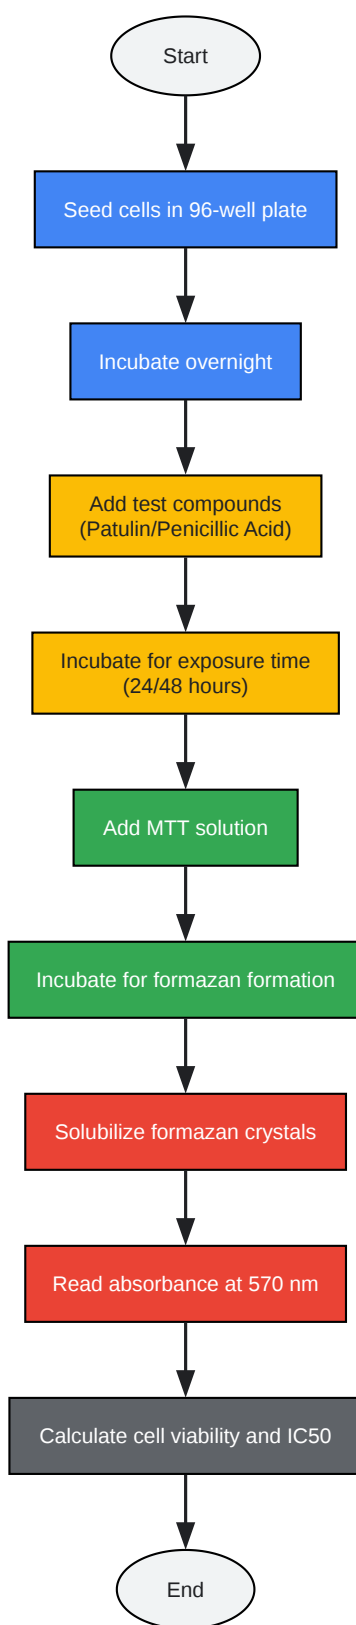 Start
Seed cells in 96-well plate
Incubate overnight
Add test compounds
(Patulin/Penicillic Acid)
Incubate for exposure time
(24/48 hours)
Add MTT solution
Incubate for formazan formation
Solubilize formazan crystals
Read absorbance at 570 nm
Calculate cell viability and IC50
End